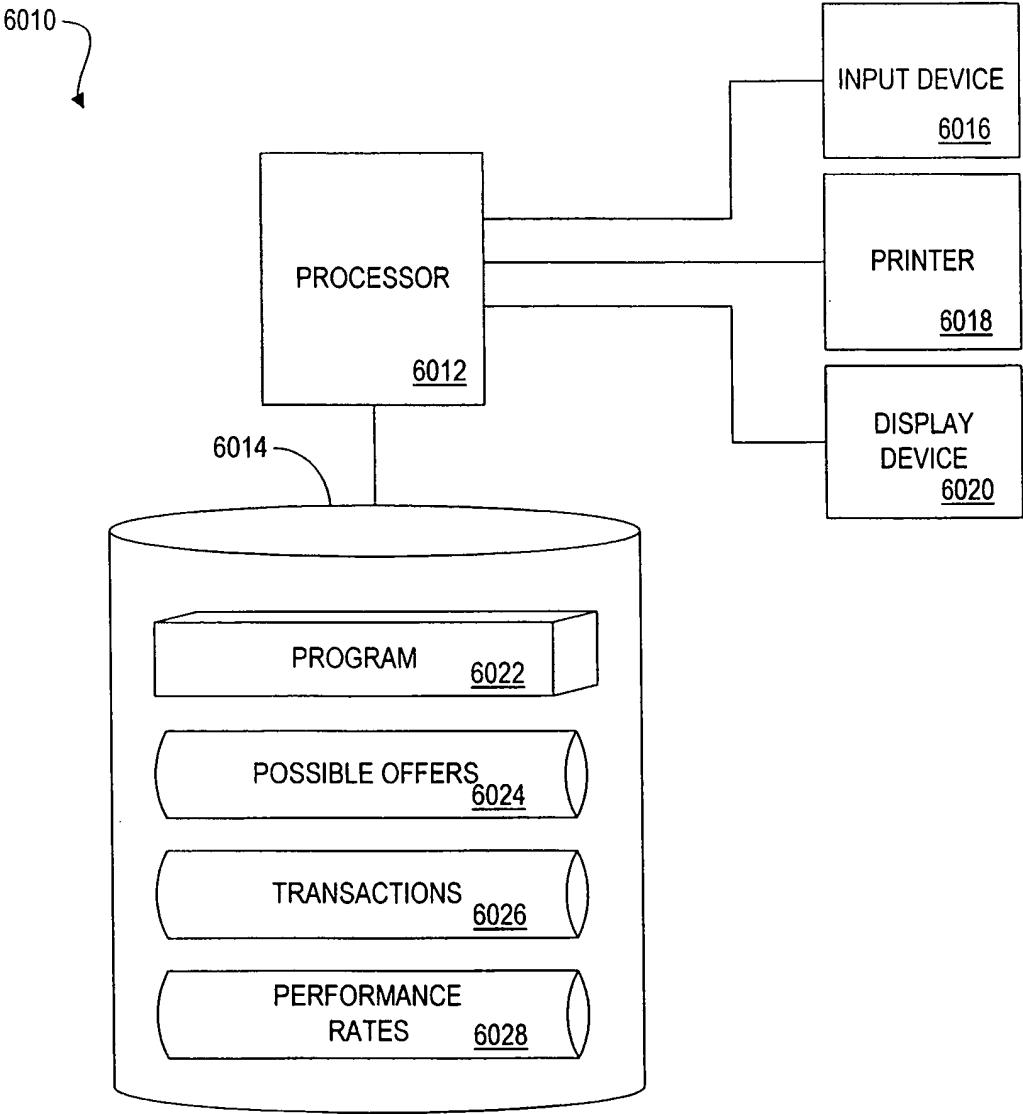 6010
INPUT DEVICE
6016
PROCESSOR
6012
PRINTER
6018
DISPLAY
DEVICE
6020
6014
PROGRAM
6022
POSSIBLE OFFERS
6024
TRANSACTIONS
6026
PERFORMANCE
RATES
6028